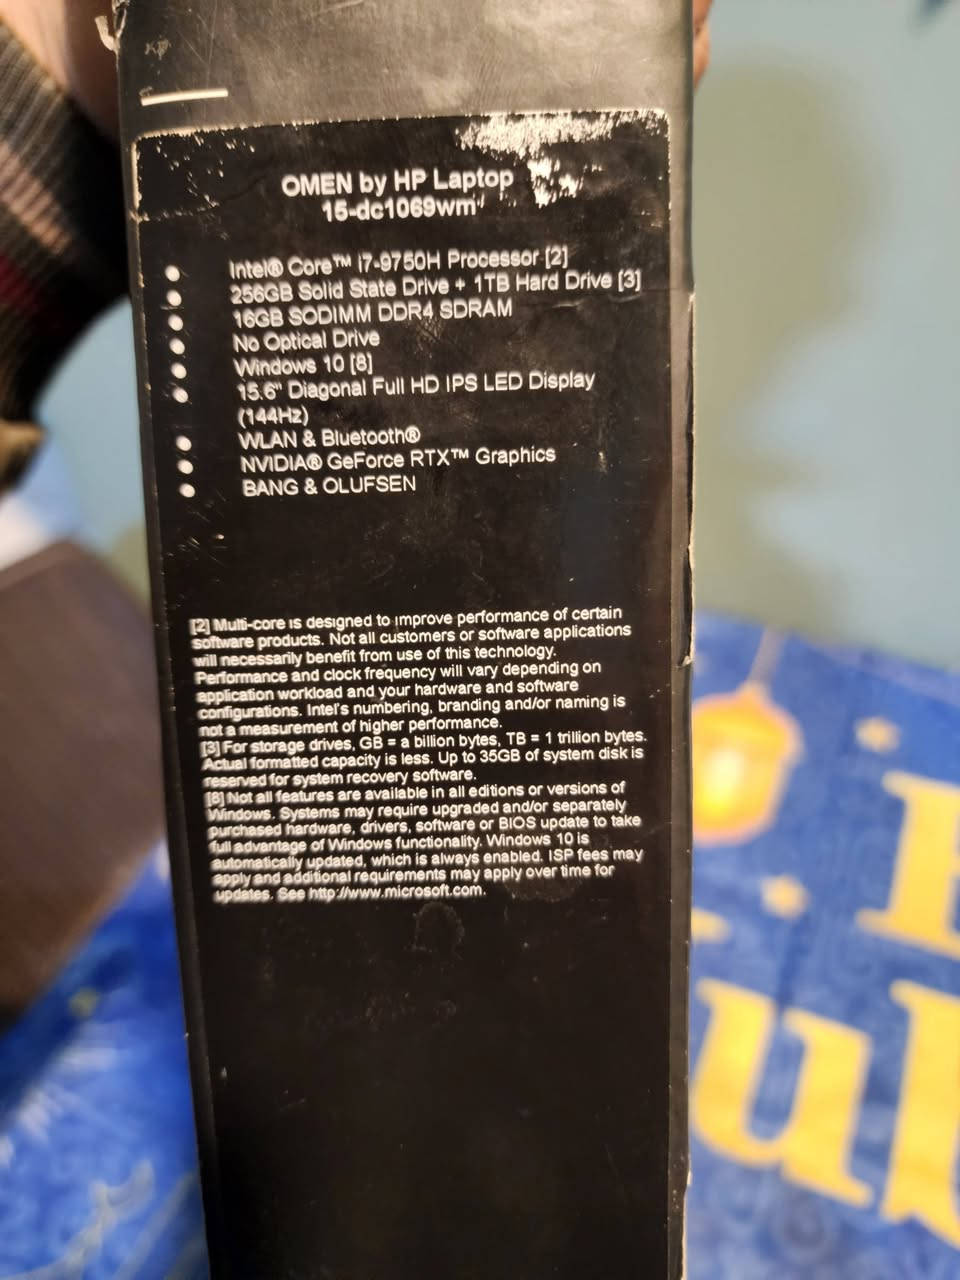 OMEN by HP Laptop
15-dc1069wm
Intel® Core™ i7-9750H Processor [2]
256GB Solid State Drive + 1TB Hard Drive [3]
16GB SODIMM DDR4 SDRAM
No Optical Drive
Windows 10 [8]
15.6" Diagonal Full HD IPS LED Display
(144Hz)
WLAN & Bluetooth®
NVIDIA® GeForce RTX™ Graphics
BANG & OLUFSEN
[2] Multi-core is designed to improve performance of certain
software products. Not all customers or software applications
will necessarily benefit from use of this technology.
Performance and clock frequency will vary depending on
application workload and your hardware and software
configurations. Intel's numbering, branding and/or naming is
not a measurement of higher performance.
[3] For storage drives, GB = a billion bytes, TB = 1 trillion bytes.
Actual formatted capacity is less. Up to 35GB of system disk is
reserved for system recovery software.
[8] Not all features are available in all editions or versions of
Windows. Systems may require upgraded and/or separately
purchased hardware, drivers, software or BIOS update to take
full advantage of Windows functionality. Windows 10 is
automatically updated, which is always enabled. ISP fees may
apply and additional requirements may apply over time for
updates. See http://www.microsoft.com.